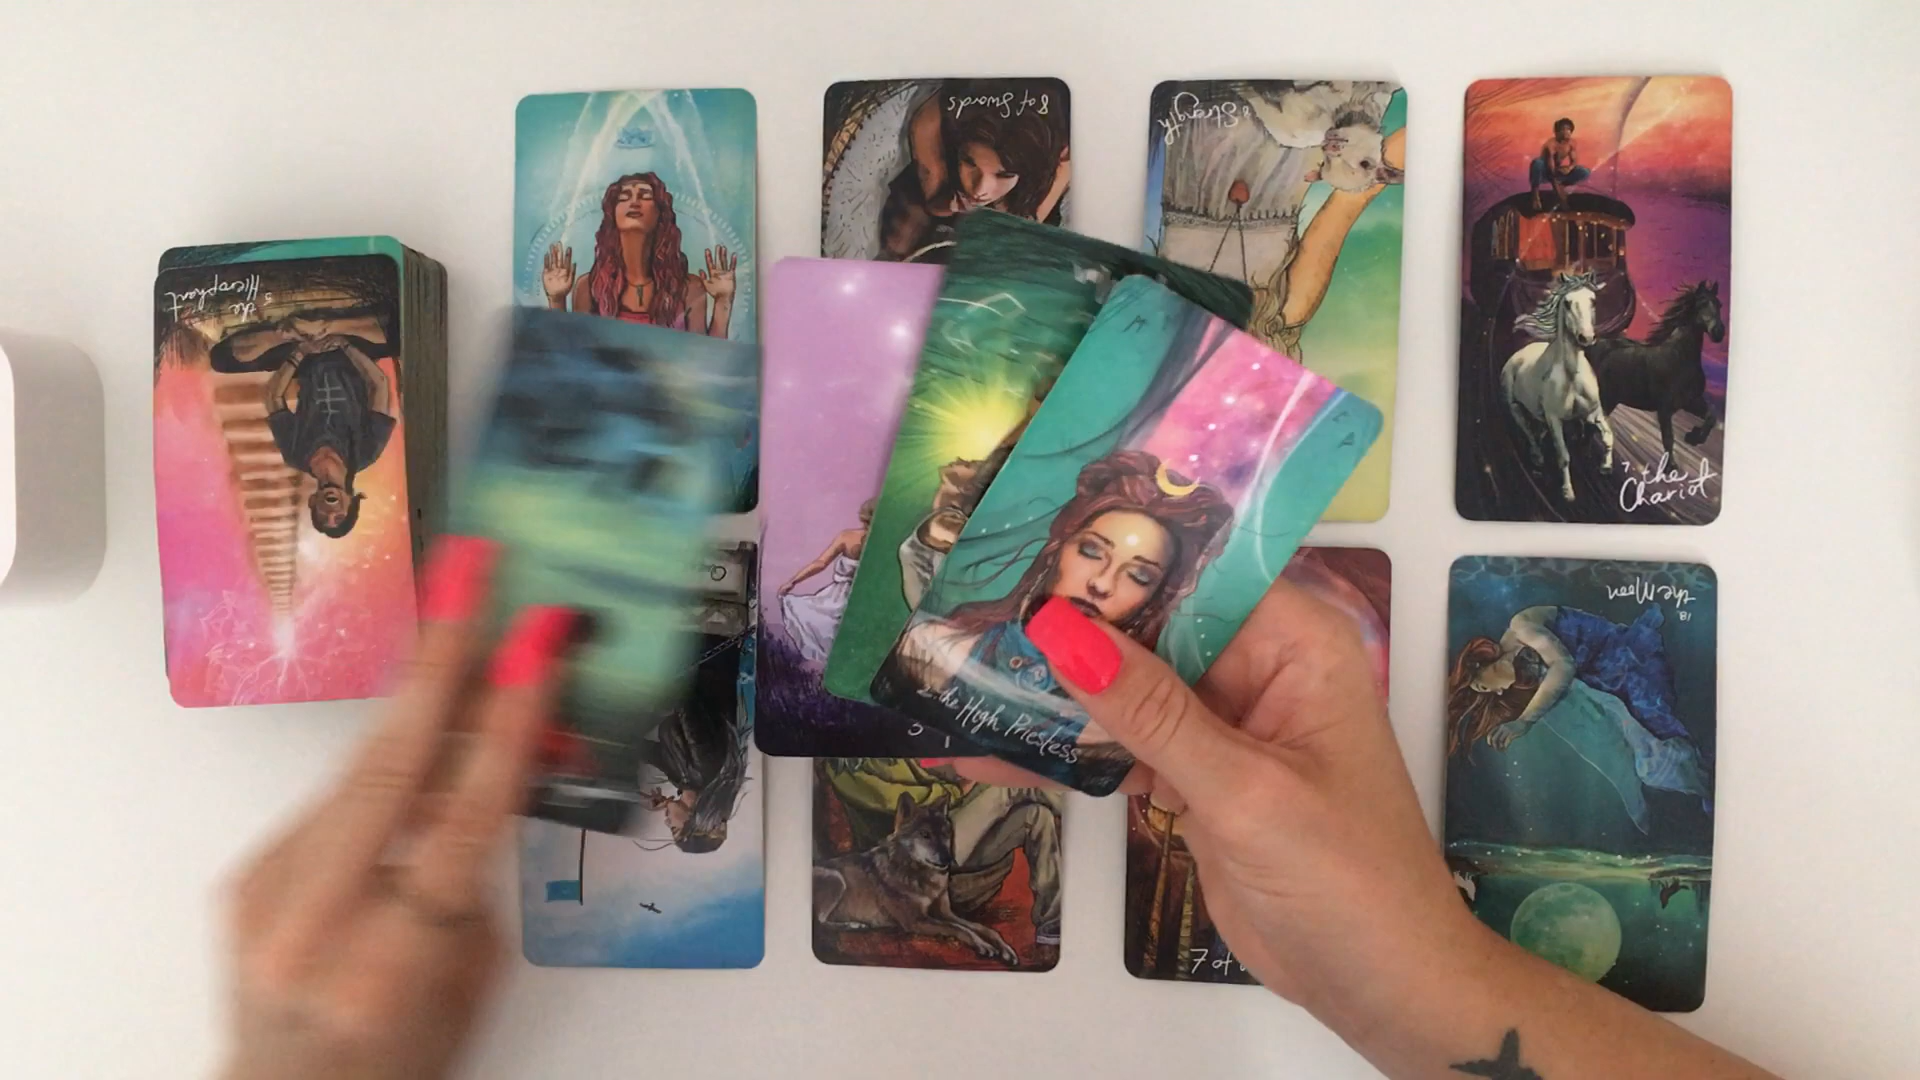 8 of Swords
8 Strength
5
the
Hierophant
7 the
Chariot
18
the Moon
2 the High Priestess
7 of